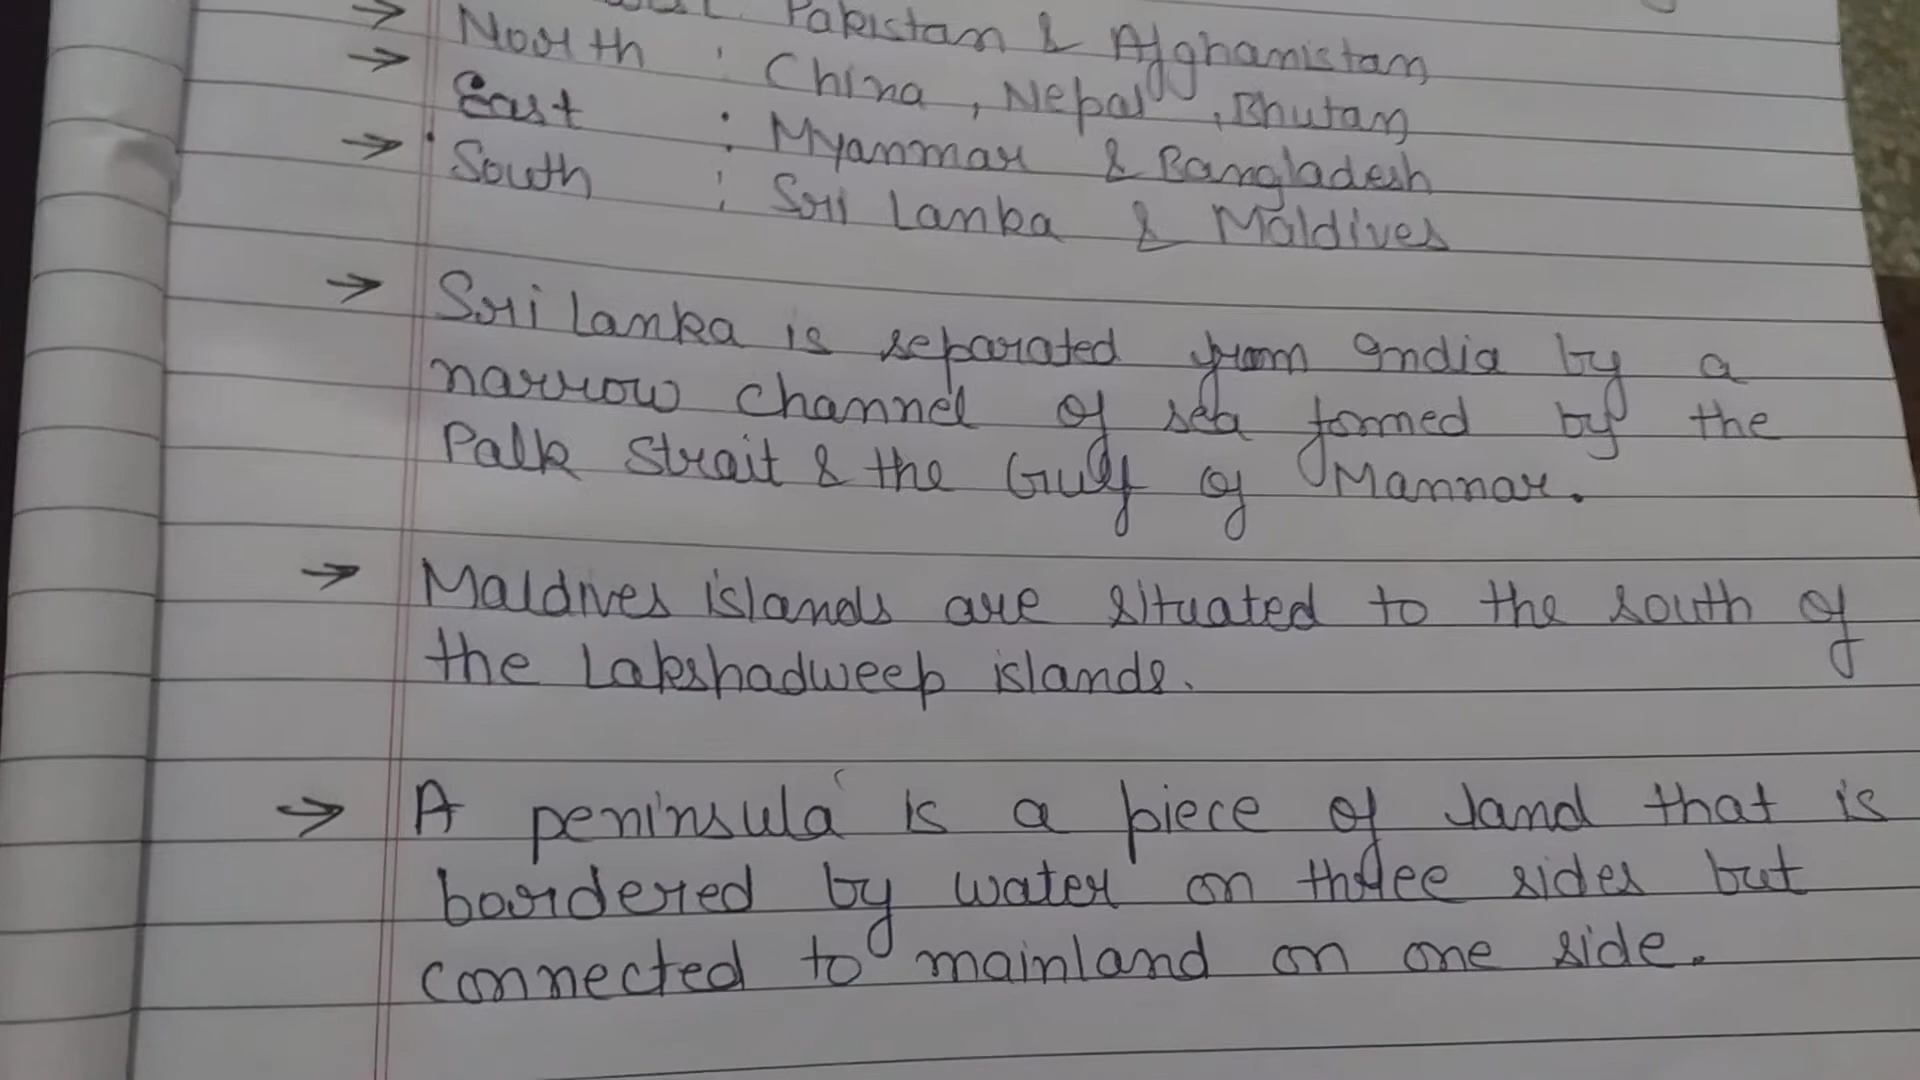 Pakistan & Afghanistan
→ North : China, Nepal, Bhutan
→ East : Myanmar & Bangladesh
→ South : Sri Lanka & Maldives
→ Sri Lanka is separated from India by a
narrow channel of sea formed by the
Palk Strait & the Gulf of Mannar.
→ Maldives islands are situated to the south of
the Lakshadweep islands.
→ A peninsula is a piece of land that is
bordered by water on three sides but
connected to mainland on one side.